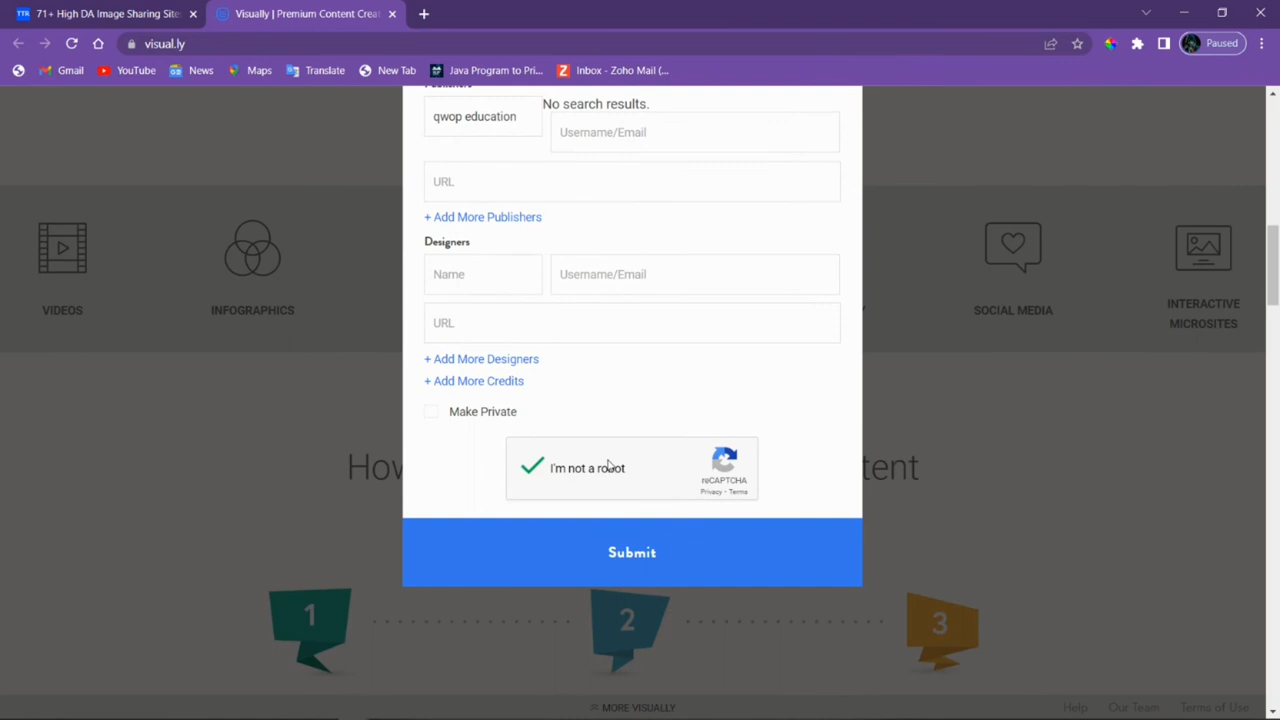 71+ High DA Image Sharing Sites
Visually | Premium Content Creat
visual.ly
Paused
Gmail
YouTube
News
Maps
Translate
New Tab
Java Program to Pri...
Inbox - Zoho Mail (...
No search results.
qwop education
Username/Email
URL
+ Add More Publishers
Designers
Name
Username/Email
URL
+ Add More Designers
+ Add More Credits
Make Private
I'm not a robot
reCAPTCHA
Privacy - Terms
Submit
VIDEOS
INFOGRAPHICS
SOCIAL MEDIA
INTERACTIVE
MICROSITES
1
2
3
MORE VISUALLY
Help
Our Team
Terms of Use